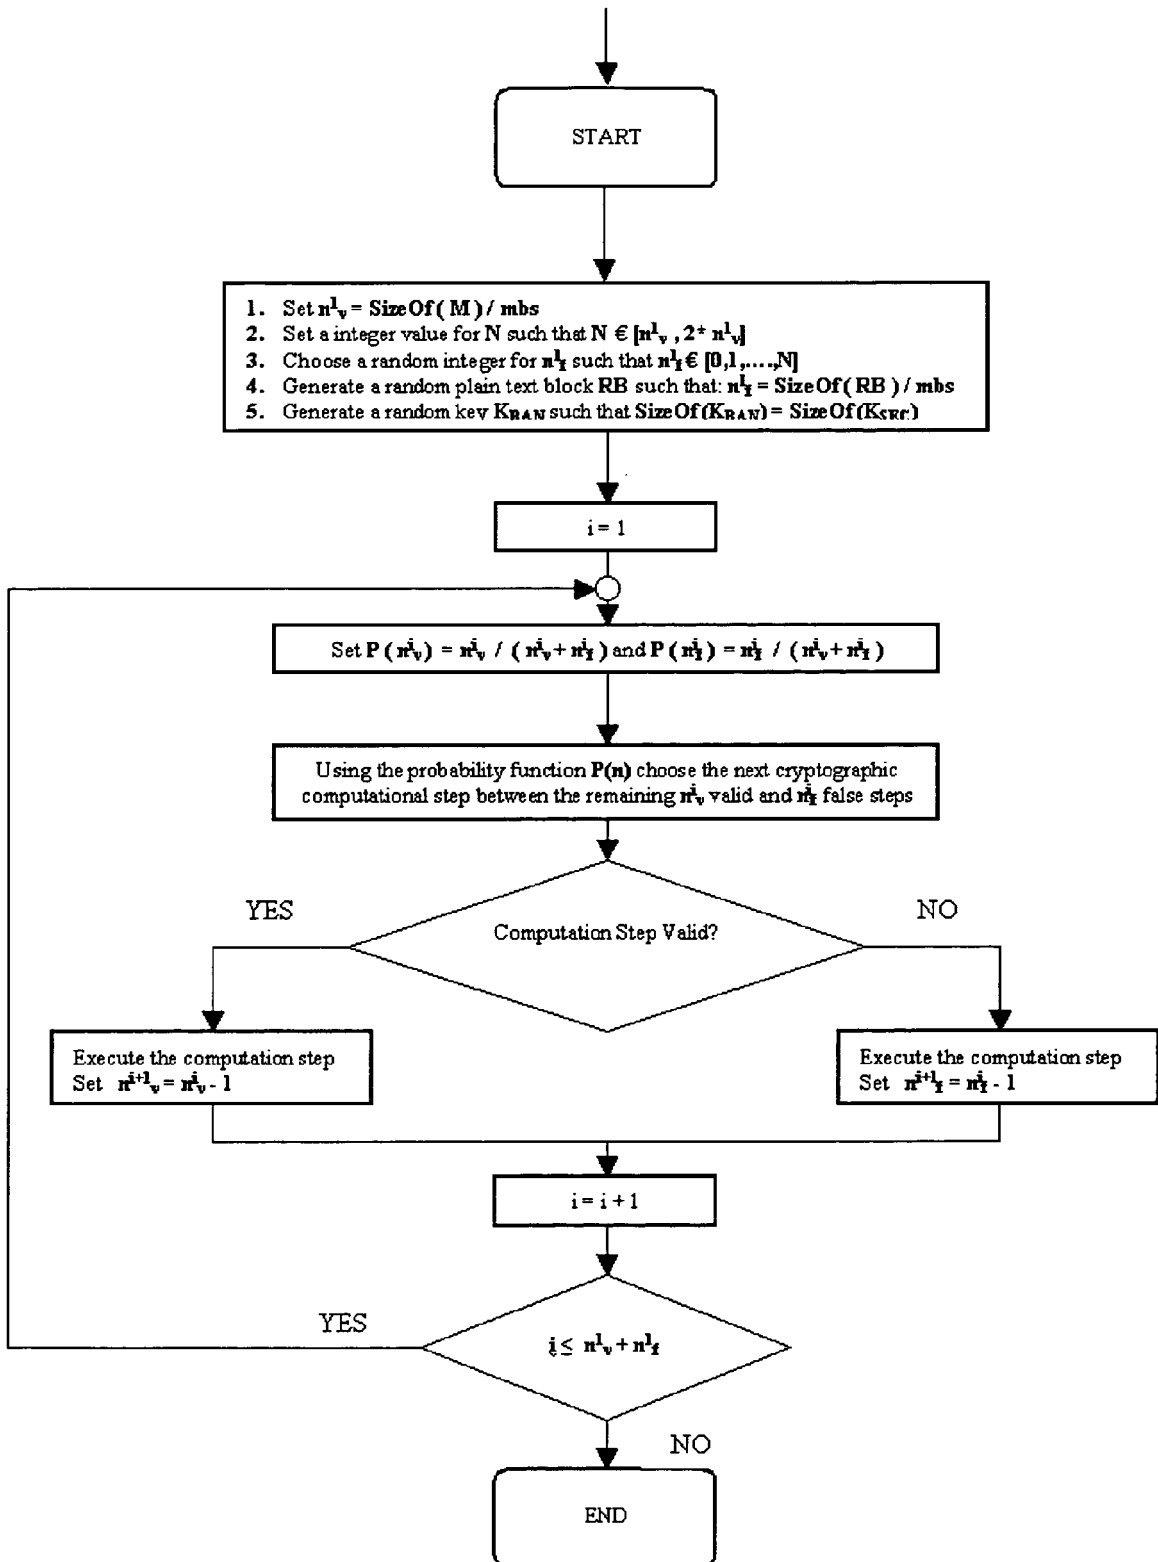 START
1. Set n¹ᵥ = SizeOf( M ) / mbs
2. Set a integer value for N such that N € [n¹ᵥ , 2* n¹ᵥ]
3. Choose a random integer for n¹f such that n¹f € [0,1,....,N]
4. Generate a random plain text block RB such that: n¹f = SizeOf( RB ) / mbs
5. Generate a random key K_RAN such that SizeOf(K_RAN) = SizeOf(K_SRC)
i = 1
Set P ( nⁱᵥ ) = nⁱᵥ / ( nⁱᵥ + nⁱf ) and P ( nⁱf ) = nⁱf / ( nⁱᵥ + nⁱf )
Using the probability function P(n) choose the next cryptographic
computational step between the remaining nⁱᵥ valid and nⁱf false steps
YES
NO
Computation Step Valid?
Execute the computation step
Set nⁱ⁺¹ᵥ = nⁱᵥ - 1
Execute the computation step
Set nⁱ⁺¹f = nⁱf - 1
i = i + 1
YES
i ≤ n¹ᵥ + n¹f
NO
END